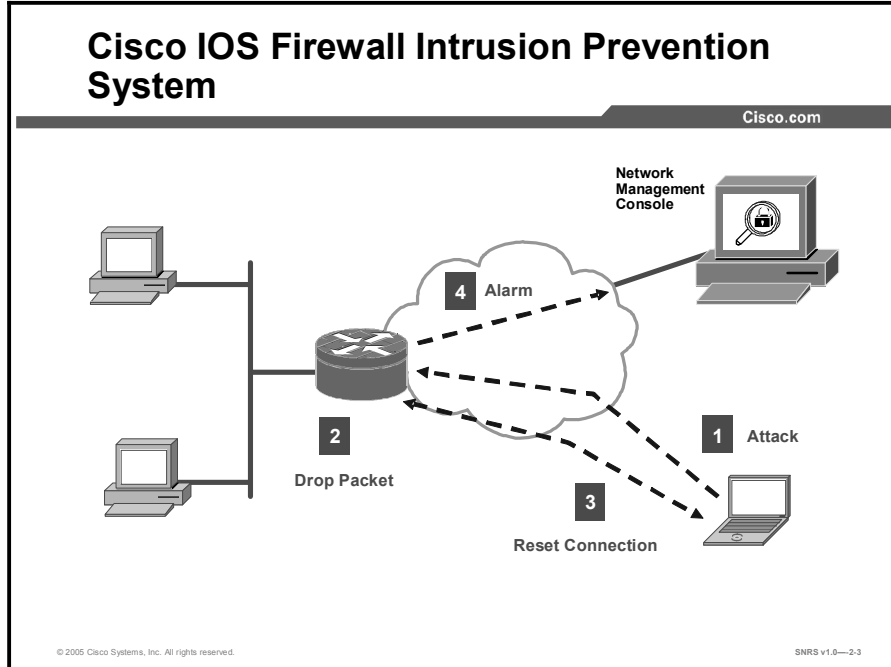 Cisco IOS Firewall Intrusion Prevention
System
Cisco.com
Network
Management
Console
4 Alarm
2
Drop Packet
1 Attack
3
Reset Connection
© 2005 Cisco Systems, Inc. All rights reserved.
SNRS v1.0—2-3